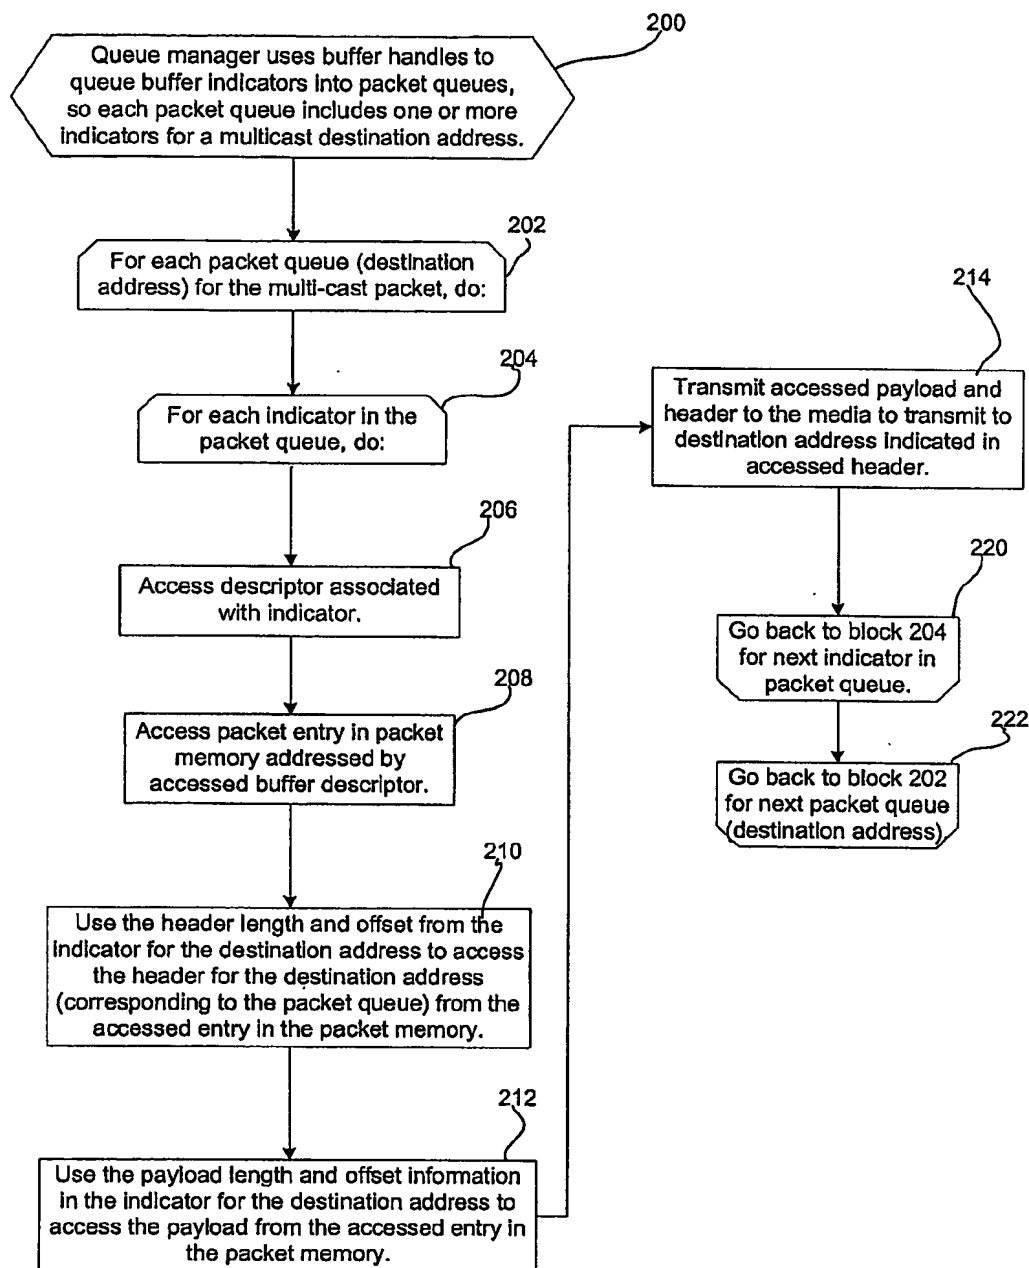 200
Queue manager uses buffer handles to
queue buffer indicators into packet queues,
so each packet queue includes one or more
indicators for a multicast destination address.
202
For each packet queue (destination
address) for the multi-cast packet, do:
204
For each indicator in the
packet queue, do:
206
Access descriptor associated
with indicator.
208
Access packet entry in packet
memory addressed by
accessed buffer descriptor.
210
Use the header length and offset from the
indicator for the destination address to access
the header for the destination address
(corresponding to the packet queue) from the
accessed entry in the packet memory.
212
Use the payload length and offset information
in the indicator for the destination address to
access the payload from the accessed entry in
the packet memory.
214
Transmit accessed payload and
header to the media to transmit to
destination address indicated in
accessed header.
220
Go back to block 204
for next indicator in
packet queue.
222
Go back to block 202
for next packet queue
(destination address)